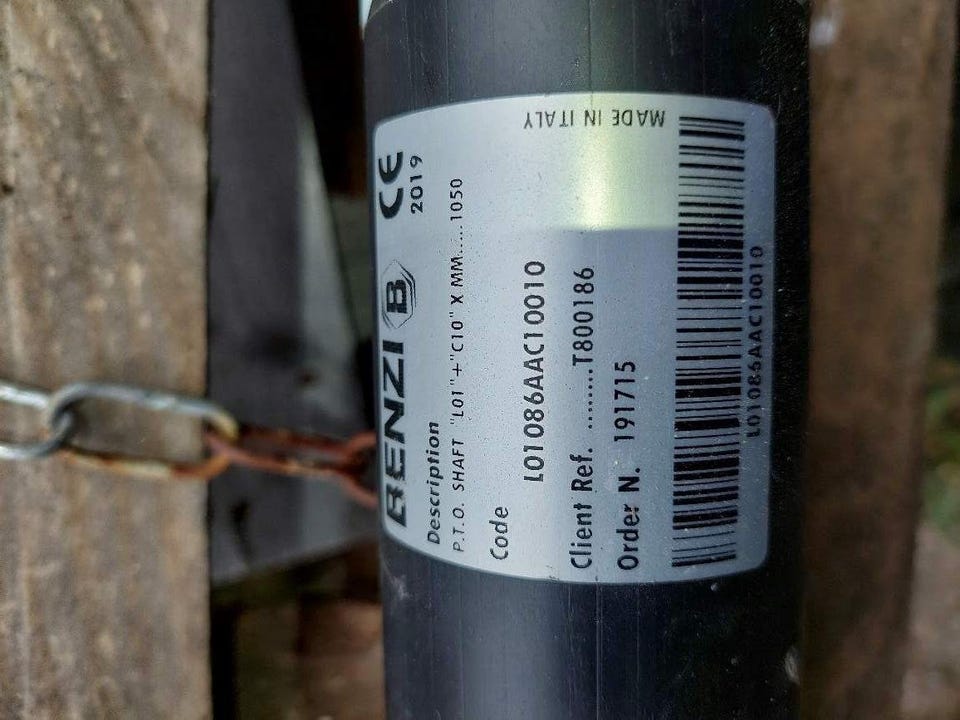 BENZI B CE
2019
Description
P.T.O. SHAFT "L01"+"C10" X MM.....1050
Code
L01086AAC10010
Client Ref. .........T800186
Order N. 191715
MADE IN ITALY
L01086AAC10010